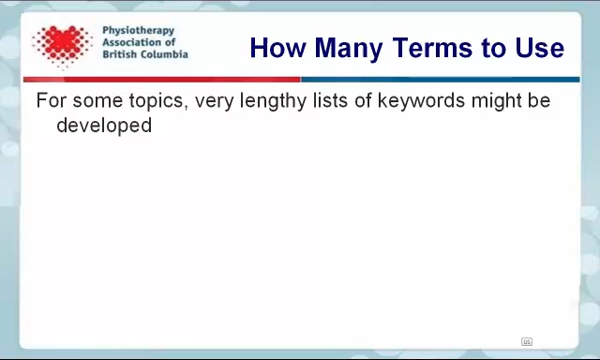 Physiotherapy
Association of
British Columbia
How Many Terms to Use
For some topics, very lengthy lists of keywords might be
developed
US